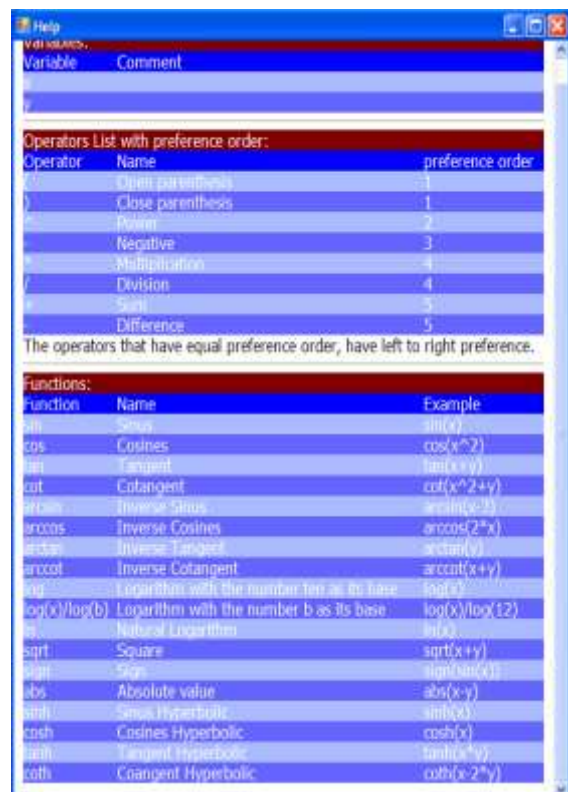 Help
Variables:
Variable Comment
y
Operators List with preference order:
Operator Name preference order
( Open parenthesis 1
) Close parenthesis 1
^ Power 2
- Negative 3
* Multiplication 4
/ Division 4
+ Sum 5
- Difference 5
The operators that have equal preference order, have left to right preference.
Functions:
Function Name Example
sin Sinus sin(x)
cos Cosines cos(x^2)
tan Tangent tan(x+y)
cot Cotangent cot(x^2+y)
arcsin Inverse Sinus arcsin(x-2)
arccos Inverse Cosines arccos(2*x)
arctan Inverse Tangent arctan(y)
arccot Inverse Cotangent arccot(x+y)
log Logarithm with the number ten as its base log(x)
log(x)/log(b) Logarithm with the number b as its base log(x)/log(12)
ln Natural Logarithm ln(x)
sqrt Square sqrt(x+y)
sign Sign sign(sin(x))
abs Absolute value abs(x-y)
sinh Sinus Hyperbolic sinh(x)
cosh Cosines Hyperbolic cosh(x)
tanh Tangent Hyperbolic tanh(x*y)
coth Coangent Hyperbolic coth(x-2*y)